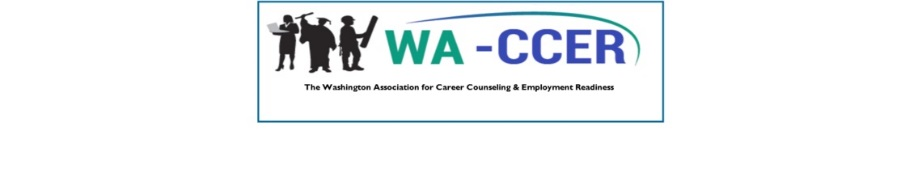 WA -CCER
The Washington Association for Career Counseling & Employment Readiness